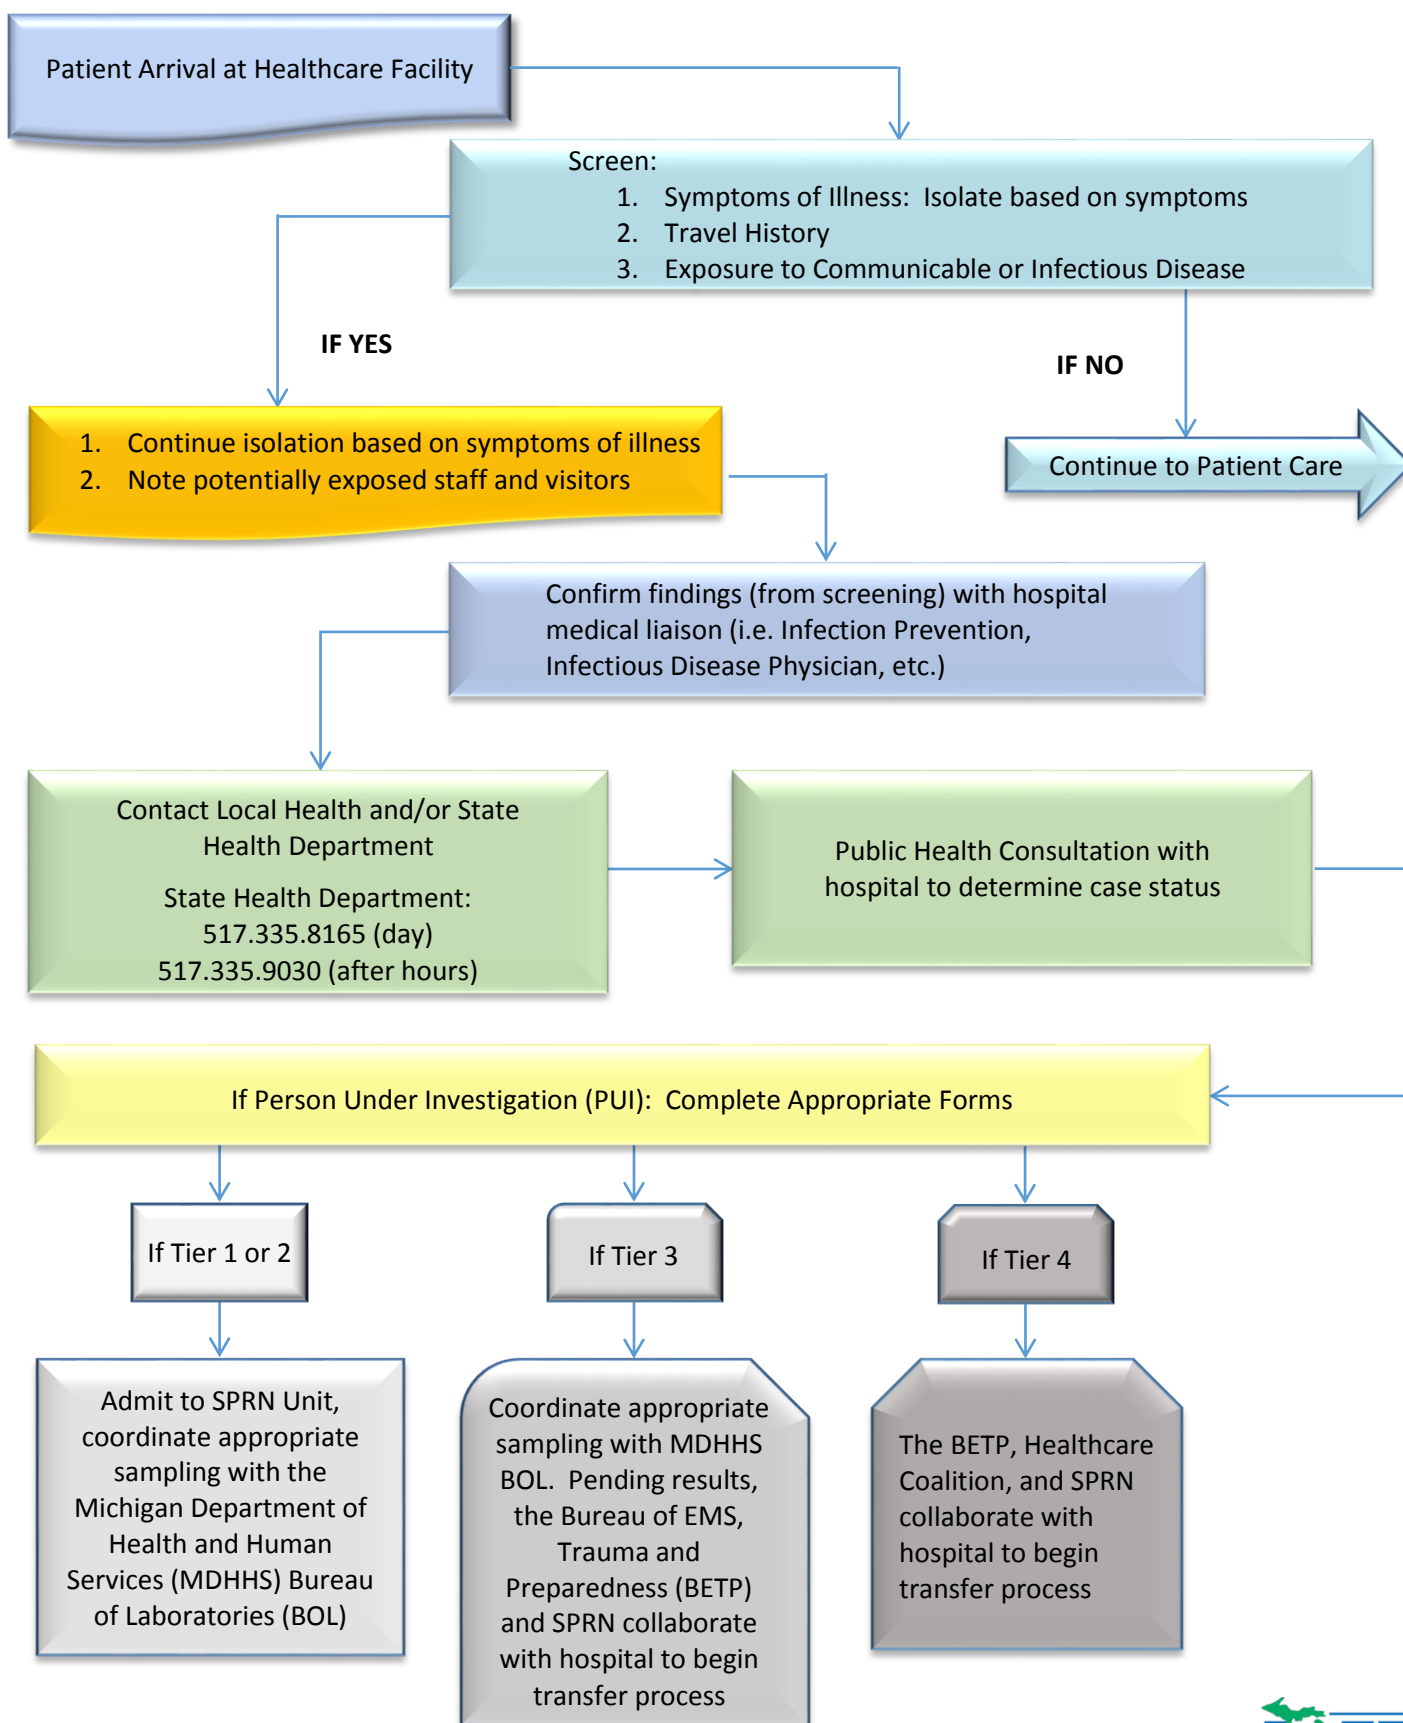 Patient Arrival at Healthcare Facility
Screen:
1. Symptoms of Illness: Isolate based on symptoms
2. Travel History
3. Exposure to Communicable or Infectious Disease
IF YES
IF NO
1. Continue isolation based on symptoms of illness
2. Note potentially exposed staff and visitors
Continue to Patient Care
Confirm findings (from screening) with hospital
medical liaison (i.e. Infection Prevention,
Infectious Disease Physician, etc.)
Contact Local Health and/or State
Health Department
State Health Department:
517.335.8165 (day)
517.335.9030 (after hours)
Public Health Consultation with
hospital to determine case status
If Person Under Investigation (PUI): Complete Appropriate Forms
If Tier 1 or 2
If Tier 3
If Tier 4
Admit to SPRN Unit,
coordinate appropriate
sampling with the
Michigan Department of
Health and Human
Services (MDHHS) Bureau
of Laboratories (BOL)
Coordinate appropriate
sampling with MDHHS
BOL. Pending results,
the Bureau of EMS,
Trauma and
Preparedness (BETP)
and SPRN collaborate
with hospital to begin
transfer process
The BETP, Healthcare
Coalition, and SPRN
collaborate with
hospital to begin
transfer process